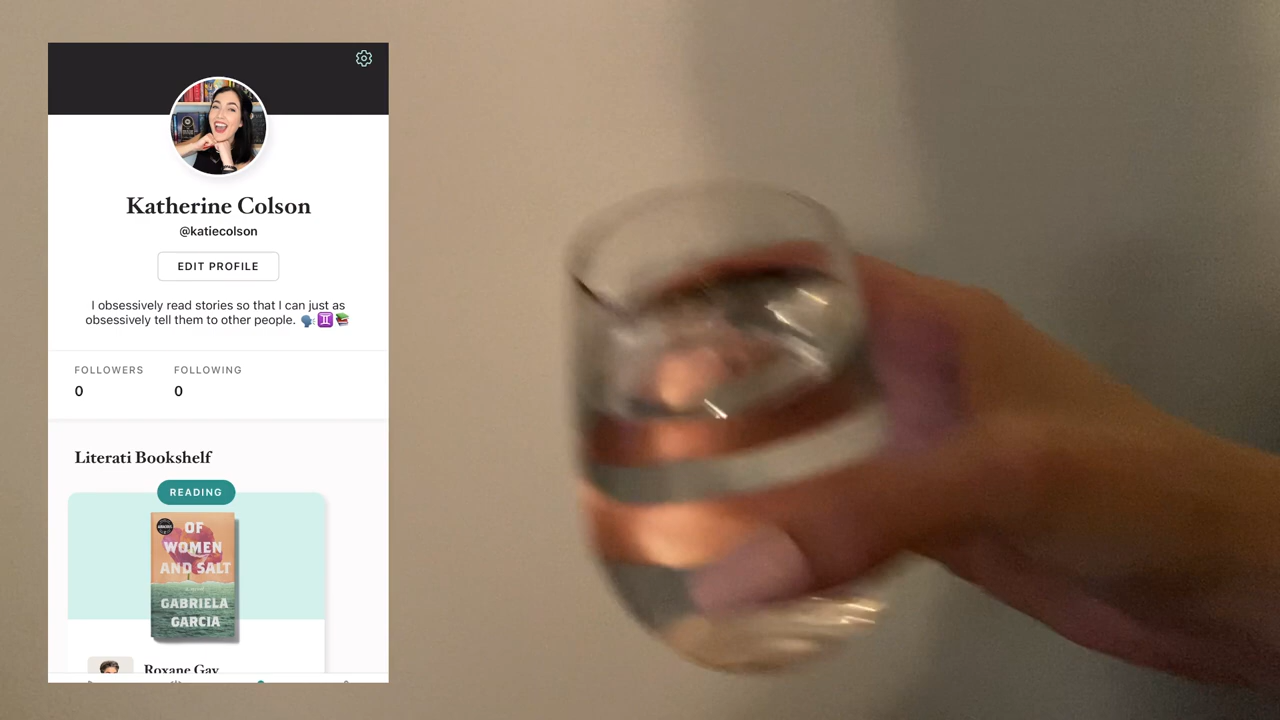 Katherine Colson
@katiecolson
EDIT PROFILE
I obsessively read stories so that I can just as
obsessively tell them to other people. 🗣️♊📚
FOLLOWERS FOLLOWING
0 0
Literati Bookshelf
READING
OF
WOMEN
AND SALT
GABRIELA
GARCIA
Roxane Gay